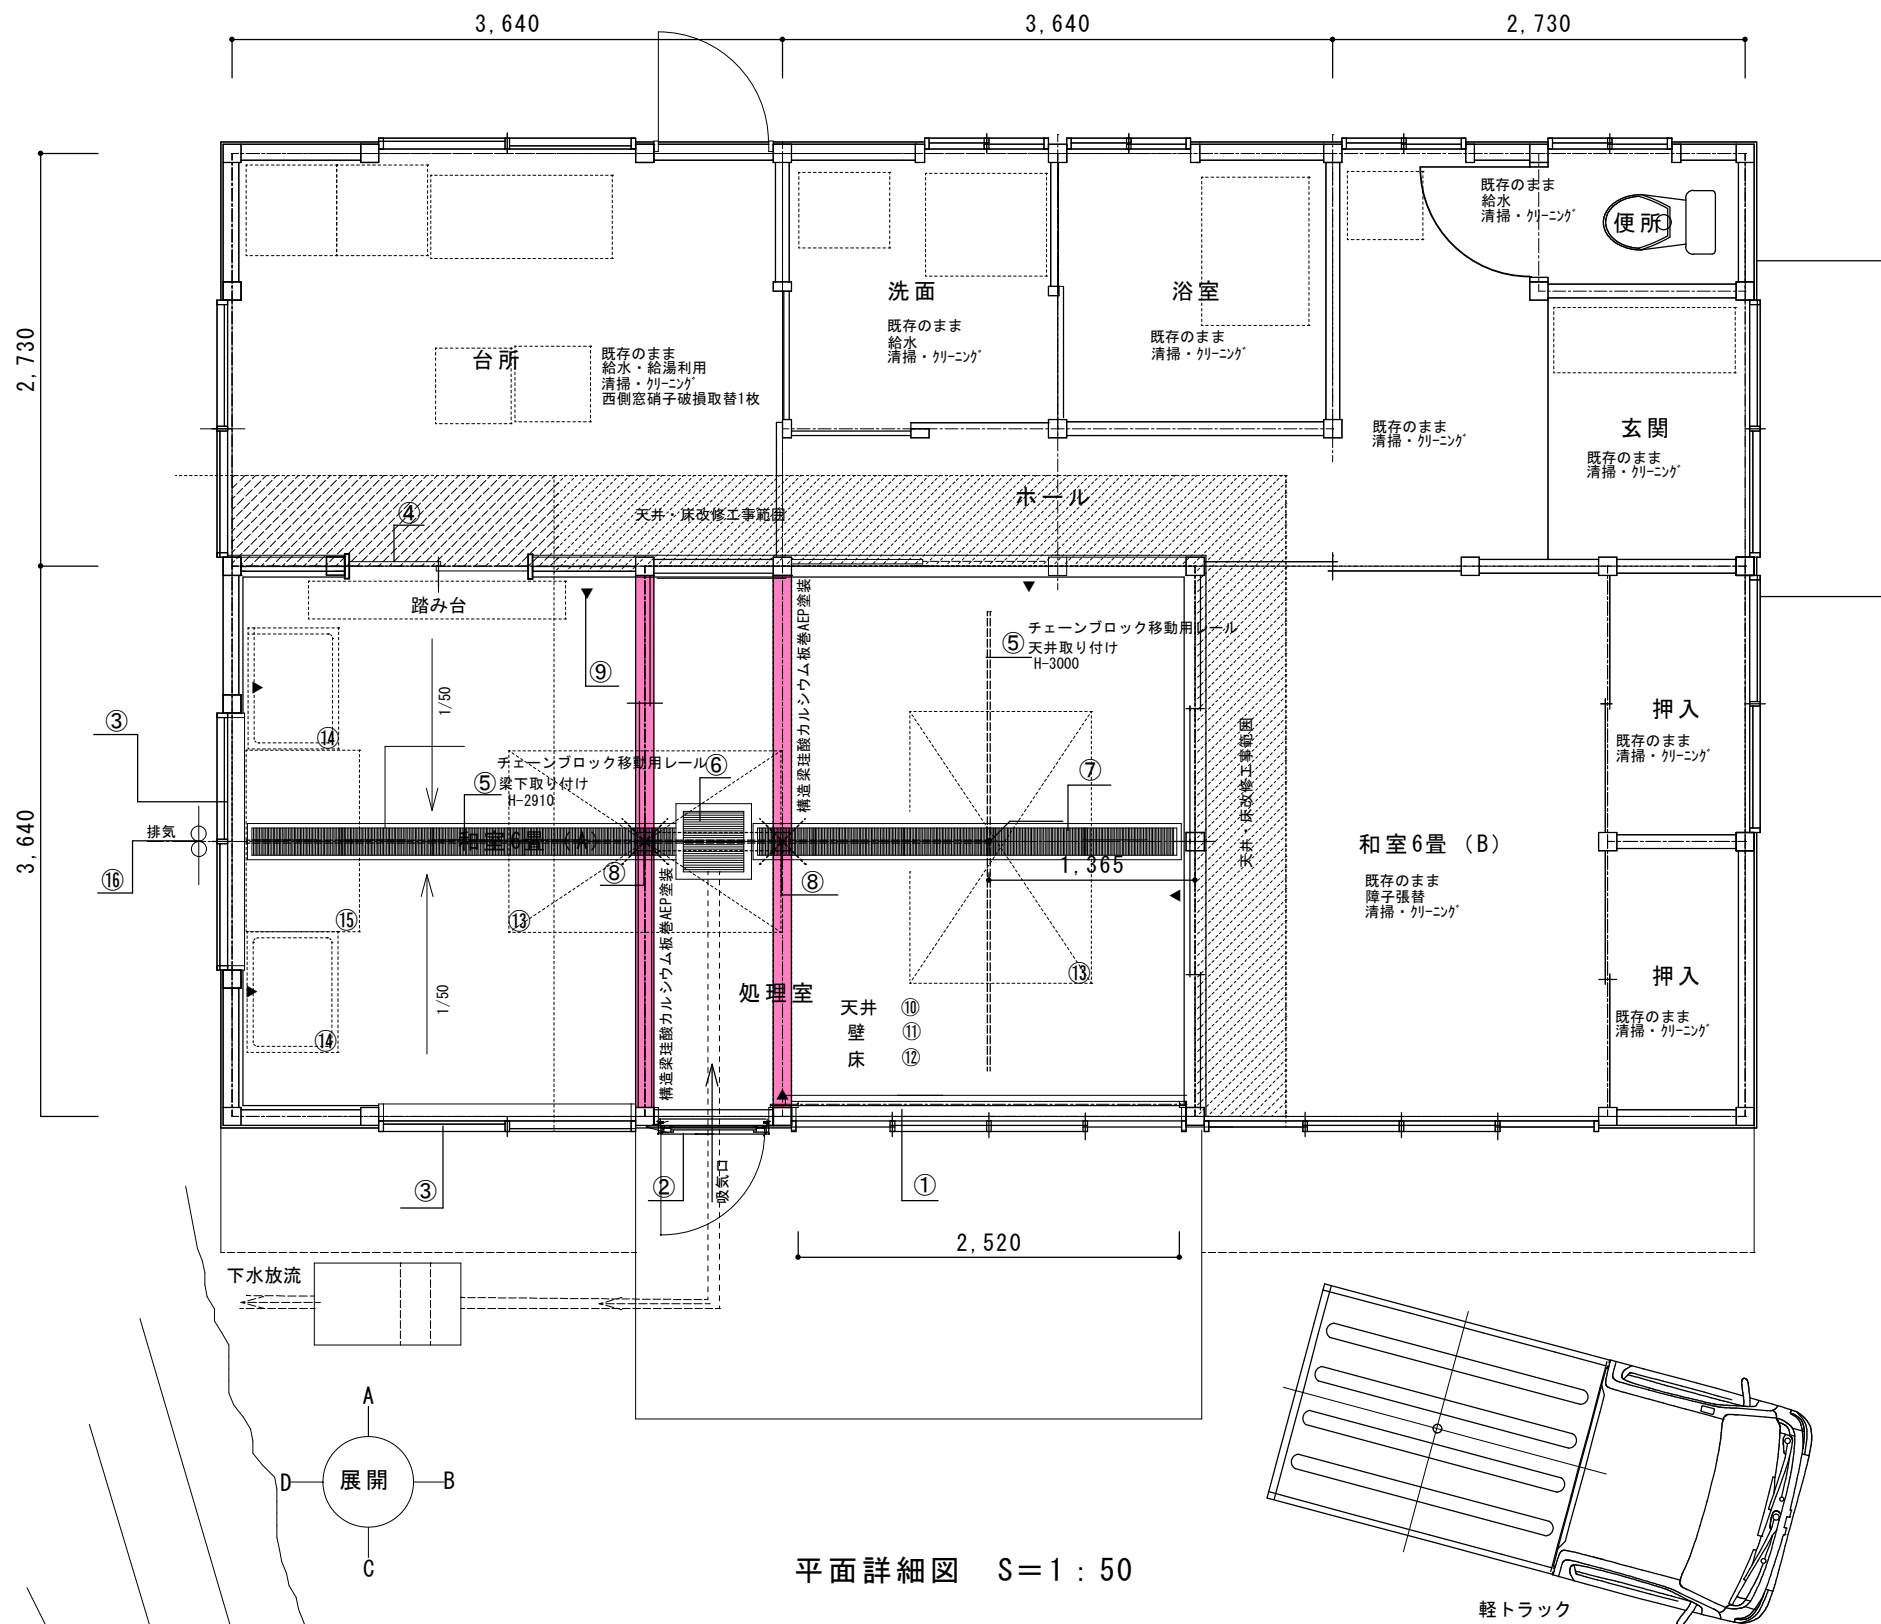 3,640
3,640
2,730
2,730
3,640
既存のまま
給水
清掃・クリーニング
便所
洗面
既存のまま
給水
清掃・クリーニング
浴室
既存のまま
清掃・クリーニング
台所
既存のまま
給水・給湯利用
清掃・クリーニング
西側窓硝子破損取替1枚
既存のまま
清掃・クリーニング
玄関
既存のまま
清掃・クリーニング
ホール
天井・床改修工事範囲
④
踏み台
⑨
構造梁珪酸カルシウム板巻AEP塗装
チェーンブロック移動用レール
⑤ 天井取り付け
H-3000
1/50
③
⑭
チェーンブロック移動用レール
⑤ 梁下取り付け
H-2910
⑥
⑦
天井・床改修工事範囲
押入
既存のまま
清掃・クリーニング
排気
⑯
和室6畳 (A)
⑧
⑧
1,365
和室6畳 (B)
既存のまま
障子張替
清掃・クリーニング
⑮
⑬
⑬
構造梁珪酸カルシウム板巻AEP塗装
1/50
⑭
処理室
天井 ⑩
壁 ⑪
床 ⑫
押入
既存のまま
清掃・クリーニング
③
②
吸気口
①
2,520
下水放流
A
D
展開
B
C
平面詳細図 S=1:50
軽トラック